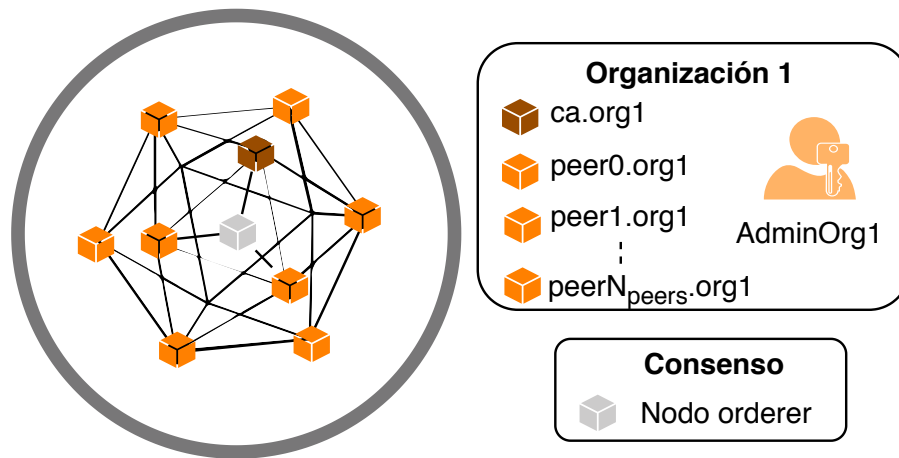 Organización 1
ca.org1
peer0.org1
peer1.org1
peerNpeers.org1
AdminOrg1
Consenso
Nodo orderer